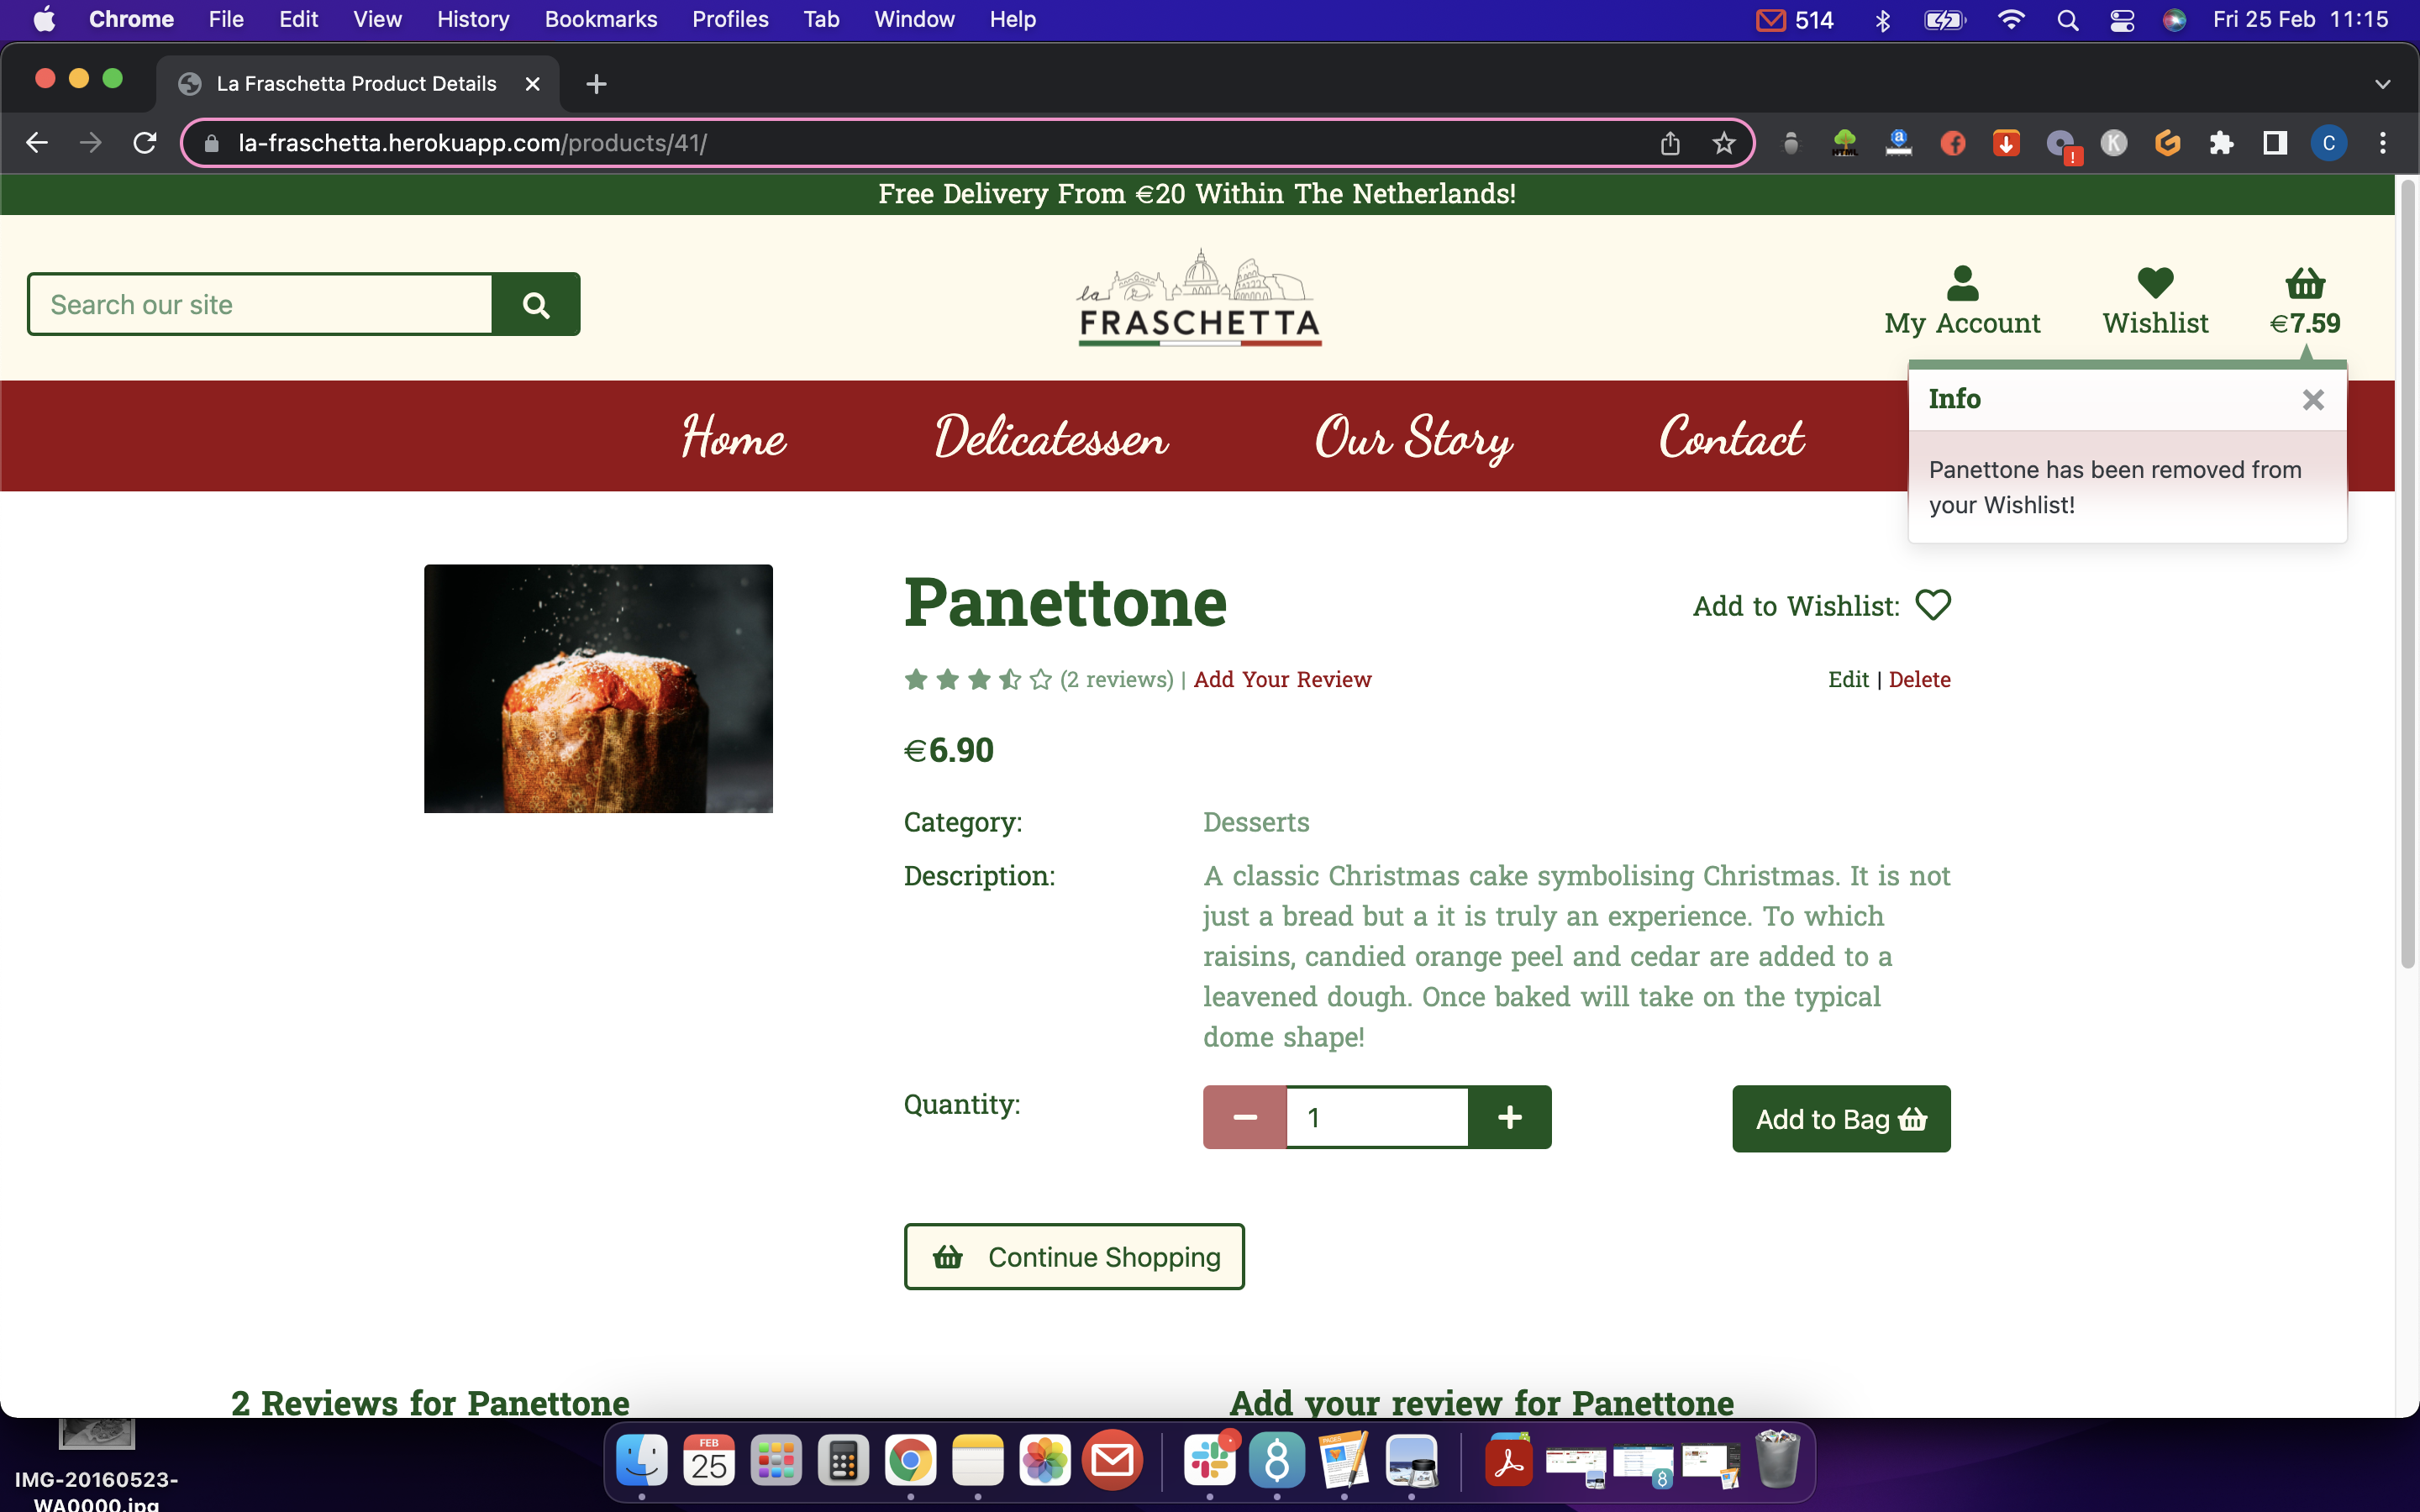 Chrome File Edit View History Bookmarks Profiles Tab Window Help 514 Fri 25 Feb 11:15
La Fraschetta Product Details
la-fraschetta.herokuapp.com/products/41/
C
Free Delivery From €20 Within The Netherlands!
Search our site
la
FRASCHETTA
My Account Wishlist €7.59
Home Delicatessen Our Story Contact
Info
Panettone has been removed from
your Wishlist!
Panettone
Add to Wishlist:
(2 reviews) | Add Your Review
Edit | Delete
€6.90
Category: Desserts
Description: A classic Christmas cake symbolising Christmas. It is not
just a bread but a it is truly an experience. To which
raisins, candied orange peel and cedar are added to a
leavened dough. Once baked will take on the typical
dome shape!
Quantity: 1
Add to Bag
Continue Shopping
2 Reviews for Panettone
Add your review for Panettone
FEB
25
IMG-20160523-
WA0000.jpg